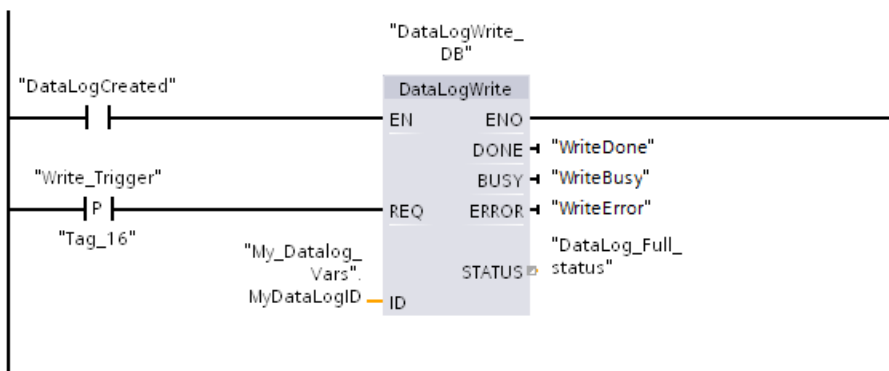 "DataLogWrite_
DB"
"DataLogCreated"
DataLogWrite
EN
ENO
DONE
"WriteDone"
"Write_Trigger"
BUSY
"WriteBusy"
P
REQ
ERROR
"WriteError"
"Tag_16"
"My_Datalog_
Vars".
MyDataLogID
ID
STATUS
"DataLog_Full_
status"